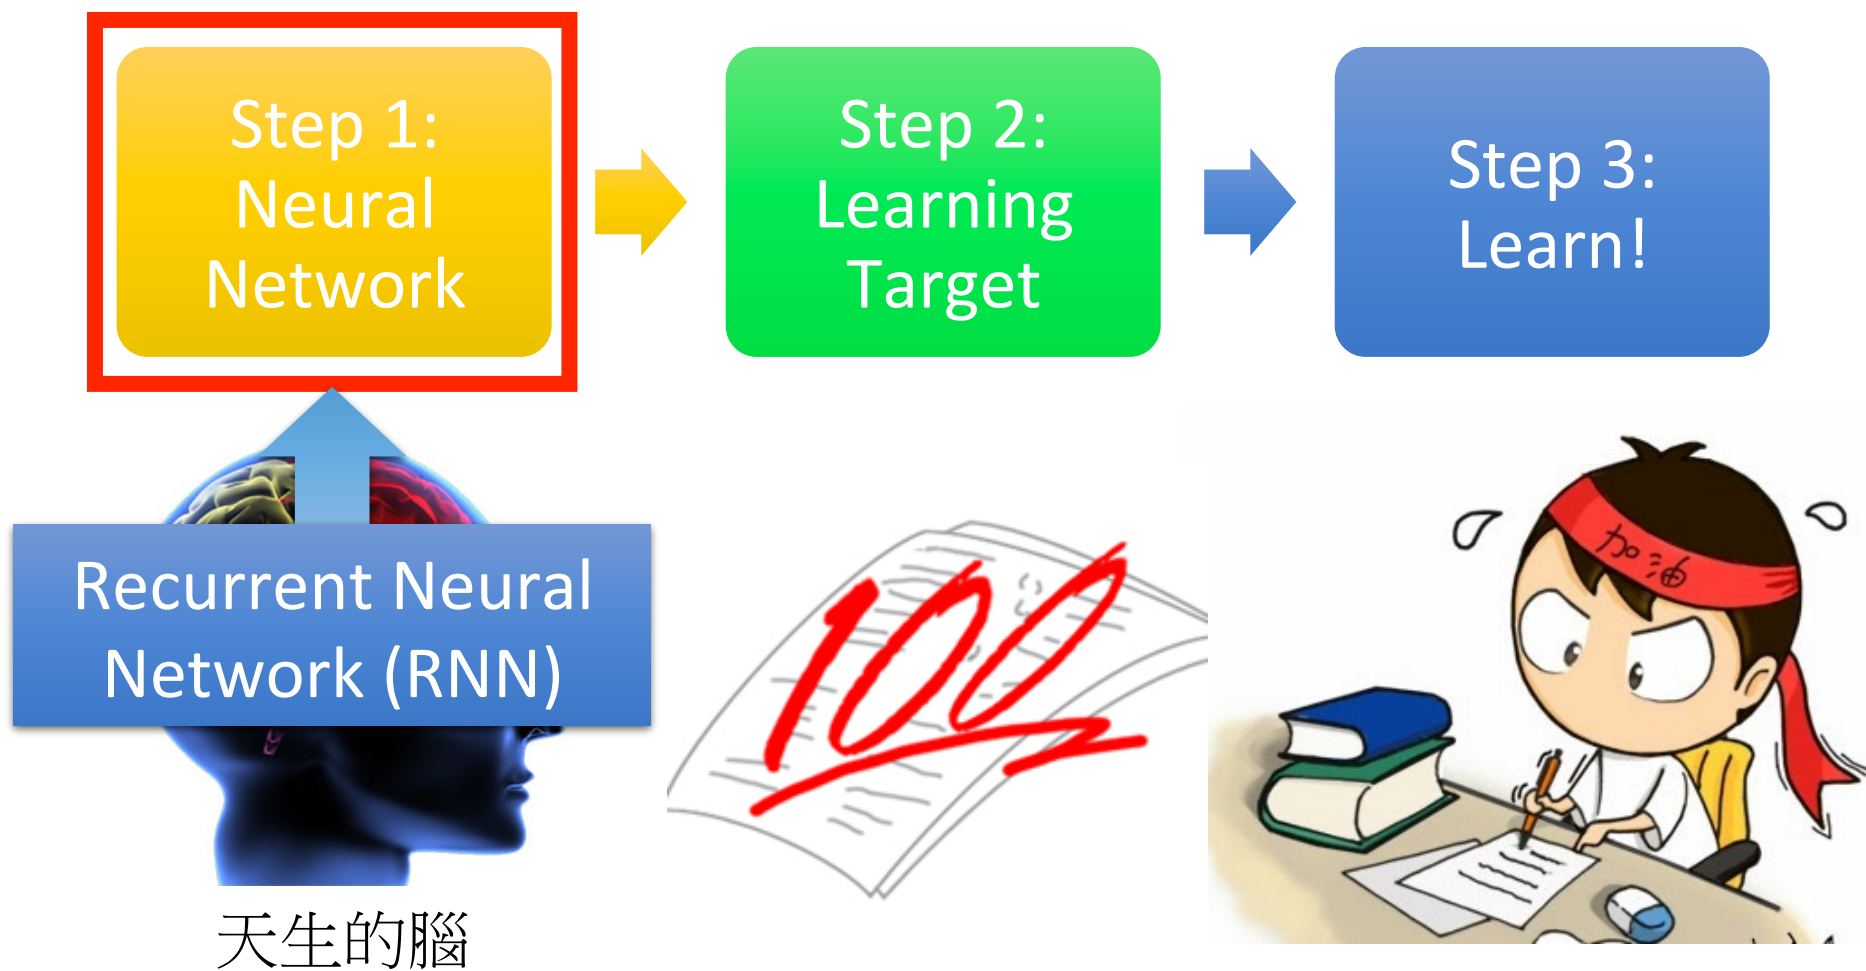 Step 1:
Neural
Network
Step 2:
Learning
Target
Step 3:
Learn!
Recurrent Neural
Network (RNN)
100
加油
天生的腦